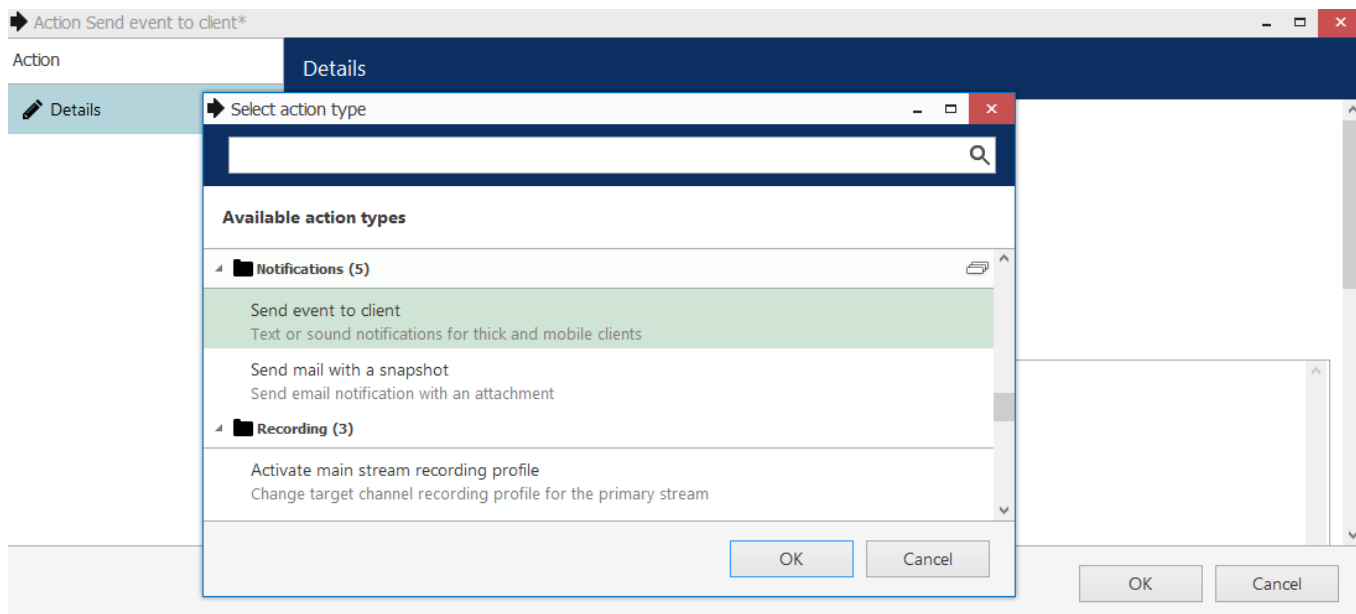 Action Send event to client*
Action
Details
Details
Select action type
Available action types
Notifications (5)
Send event to client
Text or sound notifications for thick and mobile clients
Send mail with a snapshot
Send email notification with an attachment
Recording (3)
Activate main stream recording profile
Change target channel recording profile for the primary stream
OK
Cancel
OK
Cancel